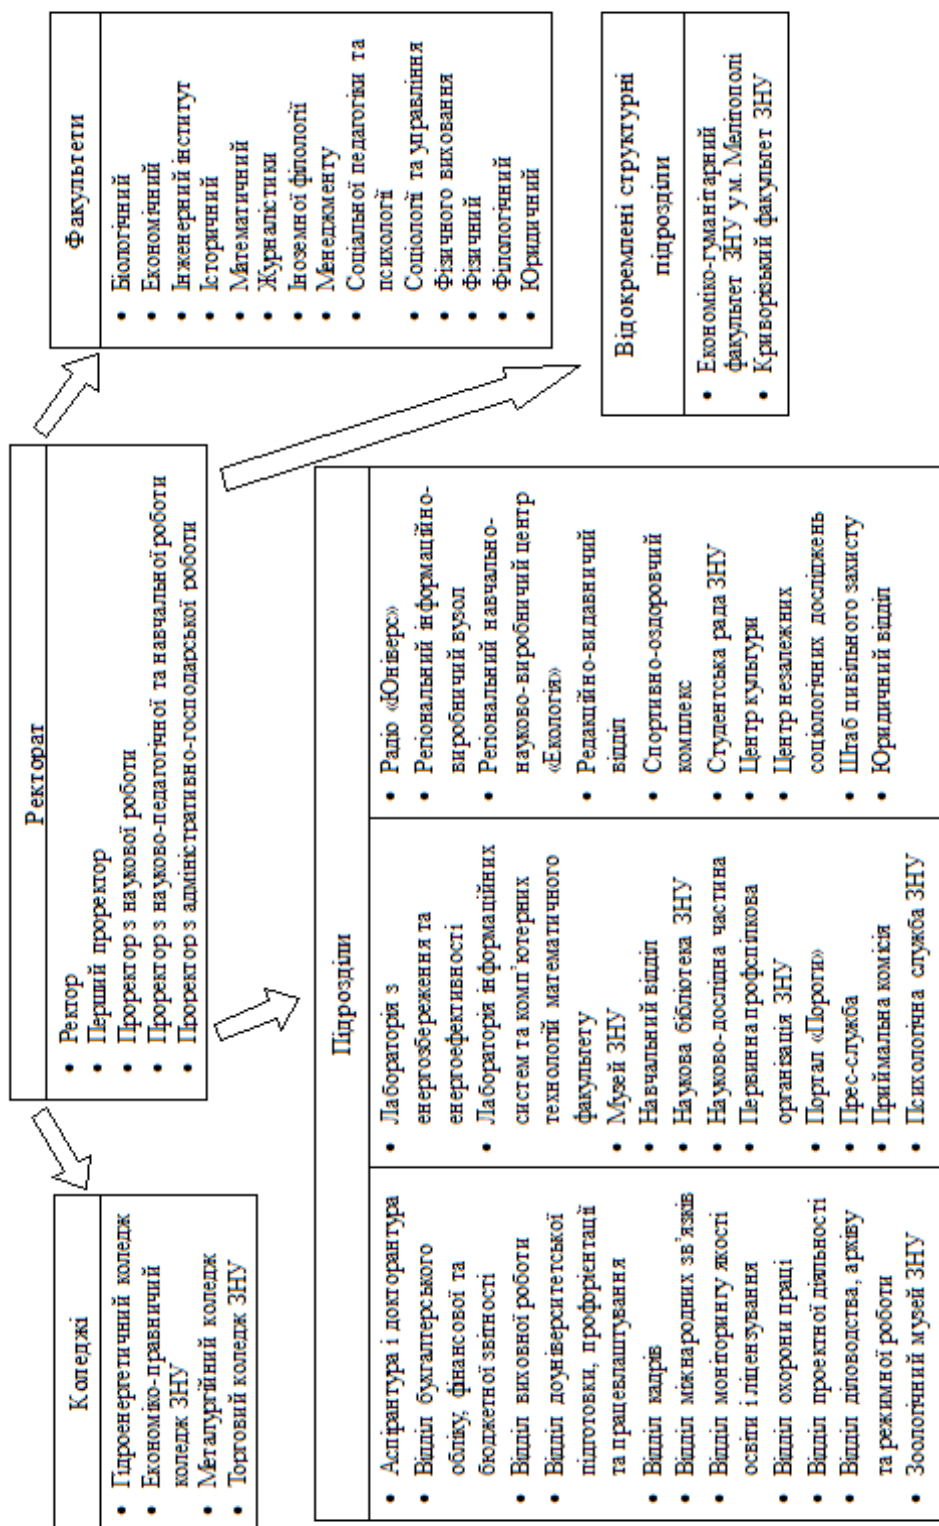 Ректорат
Ректор
Перший проректор
Проректор з наукової роботи
Проректор з науково-педагогічної та навчальної роботи
Проректор з адміністративно-господарської роботи
Коледжі
Гідроенергетичний коледж
Економіко-правничий
коледж ЗНУ
Металургійний коледж
Торговий коледж ЗНУ
Факультети
Біологічний
Економічний
Інженерний інститут
Історичний
Математичний
Журналістики
Іноземної філології
Менеджменту
Соціальної педагогіки та
психології
Соціології та управління
Фізичного виховання
Фізичний
Філологічний
Юридичний
Підрозділи
Аспірантура і докторантура
Відділ бухгалтерського
обліку, фінансової та
бюджетної звітності
Відділ виховної роботи
Відділ доуніверситетської
підготовки, профорієнтації
та працевлаштування
Відділ кадрів
Відділ міжнародних зв'язків
Відділ моніторингу якості
освіти і ліцензування
Відділ охорони праці
Відділ проектної діяльності
Відділ діловодства, архіву
та режимної роботи
Зоологічний музей ЗНУ
Лабораторія з
енергозбереження та
енергоефективності
Лабораторія інформаційних
систем та комп'ютерних
технологій математичного
факультету
Музей ЗНУ
Навчальний відділ
Наукова бібліотека ЗНУ
Науково-дослідна частина
Первинна профспілкова
організація ЗНУ
Портал «Пороги»
Прес-служба
Приймальна комісія
Психологічна служба ЗНУ
Радіо «Юніверс»
Регіональний інформаційно-
виробничий вузол
Регіональний навчально-
науково-виробничий центр
«Екологія»
Редакційно-видавничий
відділ
Спортивно-оздоровчий
комплекс
Студентська рада ЗНУ
Центр культури
Центр незалежних
соціологічних досліджень
Штаб цивільного захисту
Юридичний відділ
Відокремлені структурні
підрозділи
Економіко-гуманітарний
факультет ЗНУ у м. Мелітополі
Криворізький факультет ЗНУ